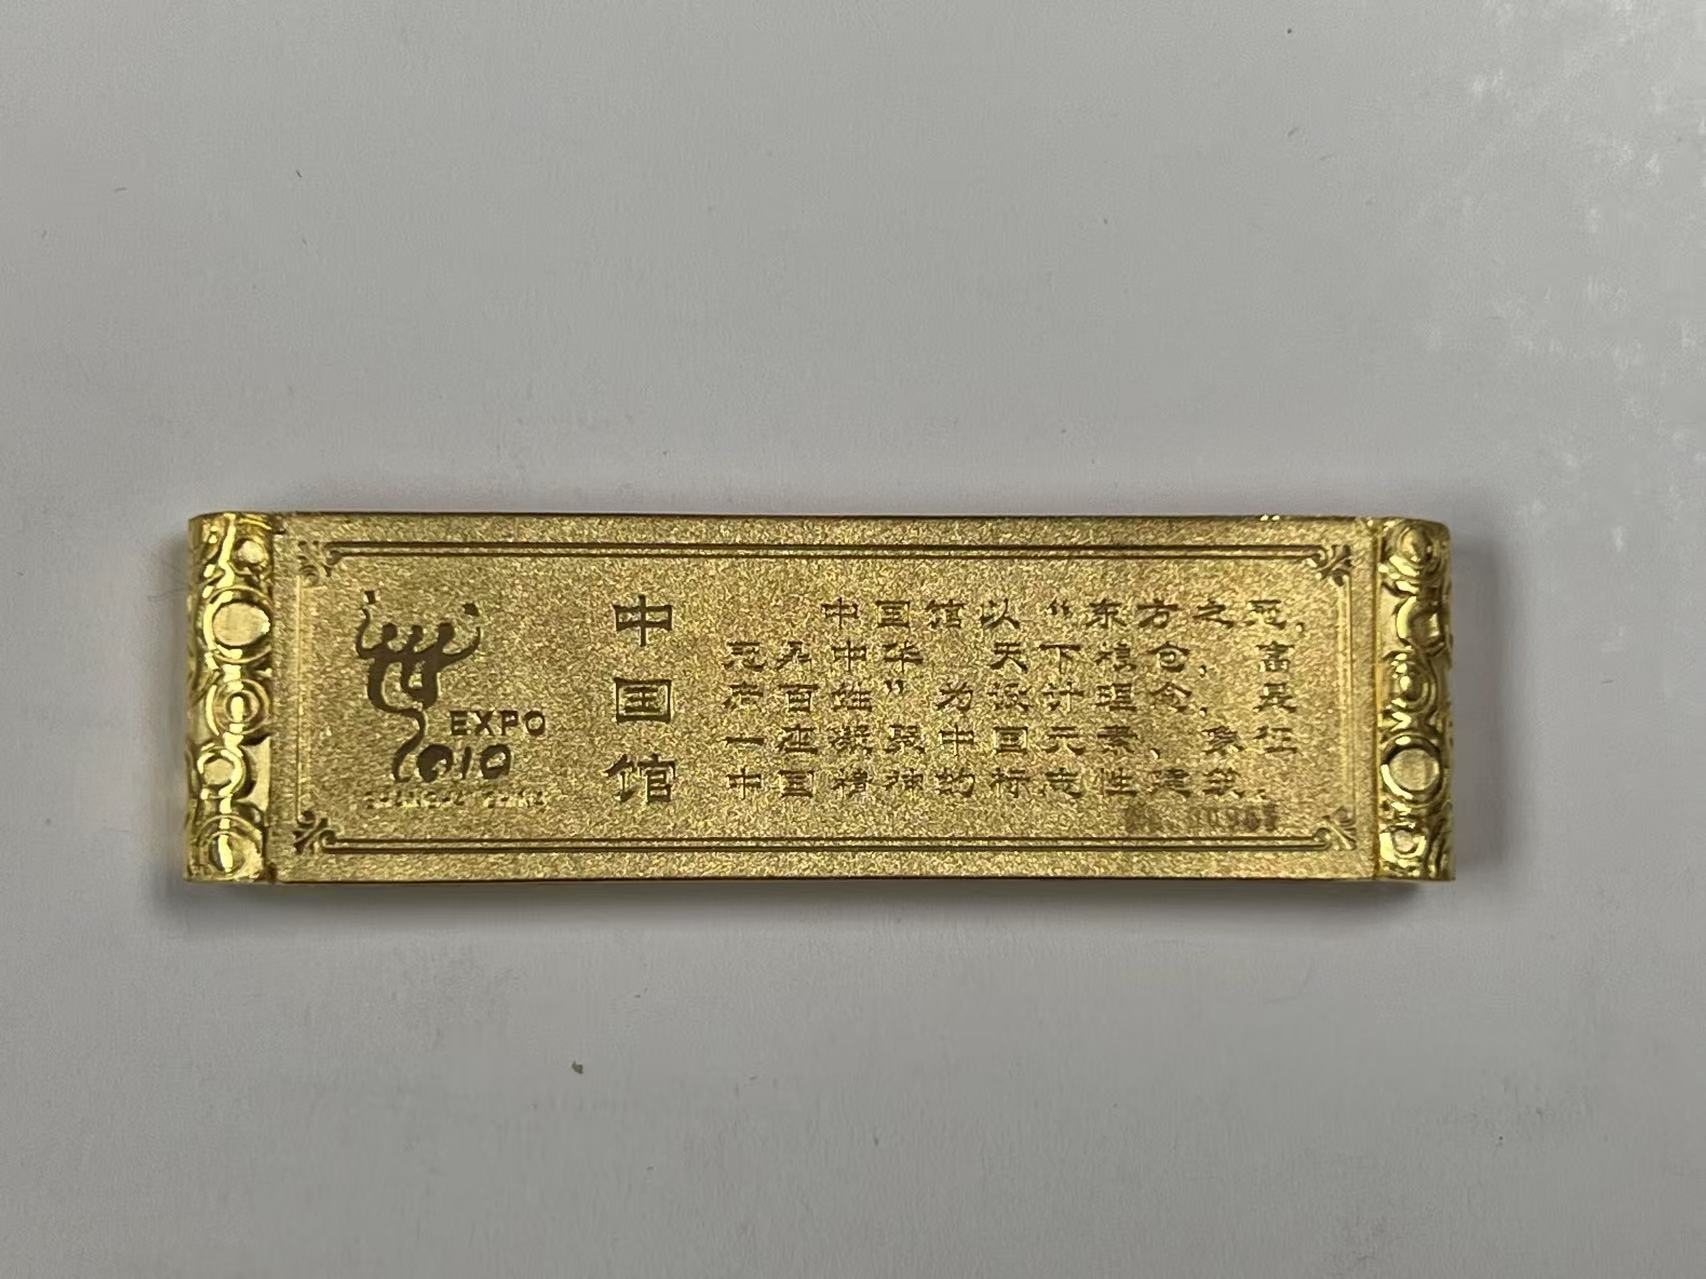 EXPO
2010
SHANGHAI CHINA
中国馆
中国馆以“东方之冠,
鼎盛中华 天下粮仓,富
庶百姓”为设计理念,是
一座凝聚中国元素、象征
中国精神的标志性建筑。